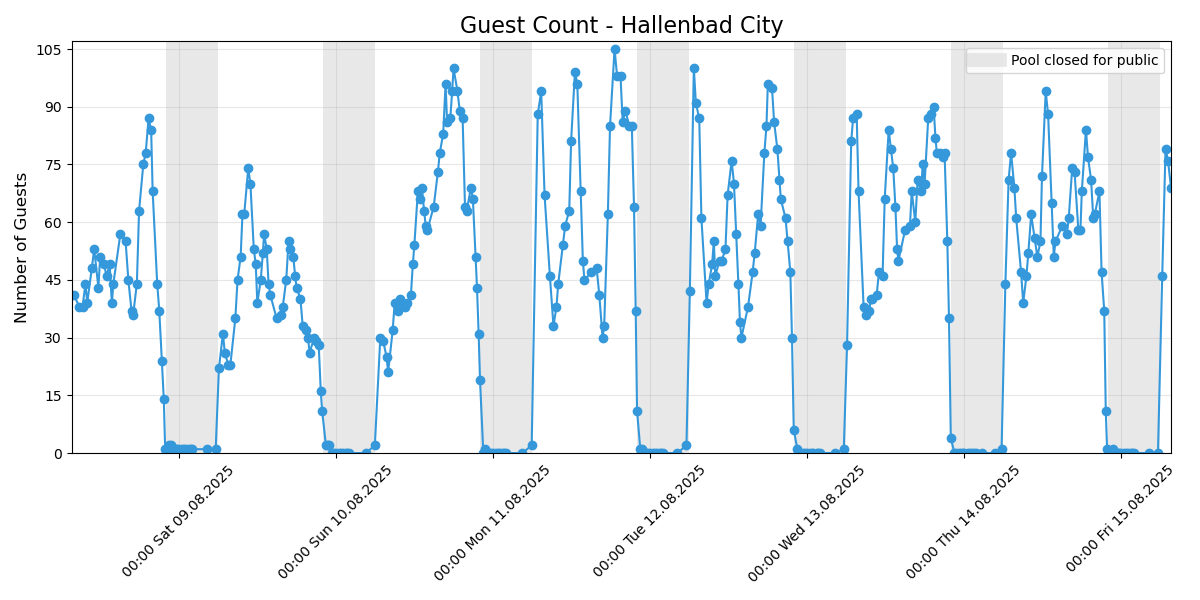 Guest Count - Hallenbad City
Pool closed for public
Number of Guests
105
90
75
60
45
30
15
0
00:00 Sat 09.08.2025
00:00 Sun 10.08.2025
00:00 Mon 11.08.2025
00:00 Tue 12.08.2025
00:00 Wed 13.08.2025
00:00 Thu 14.08.2025
00:00 Fri 15.08.2025